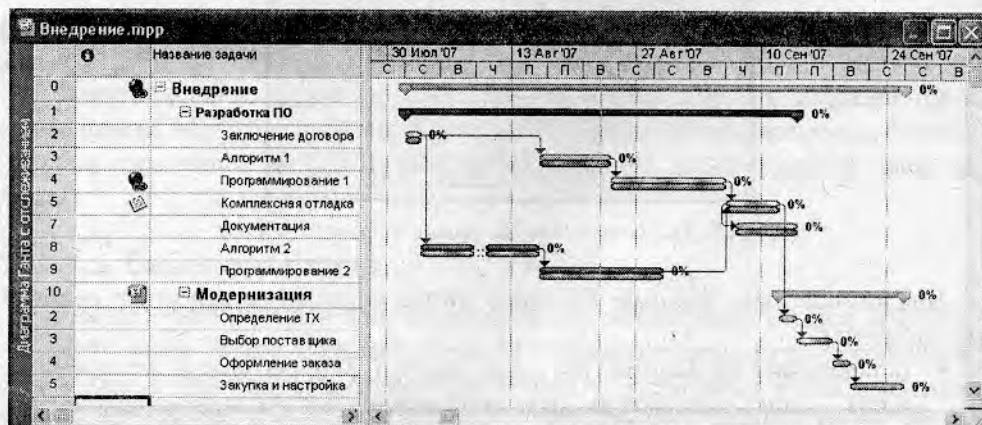 Внедрение.mpp
Название задачи 30 Июл '07 13 Авг '07 27 Авг '07 10 Сен '07 24 Сен '07
С С В Ч П П В С С В Ч П П В С С В
0 Внедрение 0%
1 Разработка ПО 0%
2 Заключение договора 0%
3 Алгоритм 1 0%
4 Программирование 1 0%
5 Комплексная отладка 0%
7 Документация 0%
8 Алгоритм 2 0%
9 Программирование 2 0%
10 Модернизация 0%
2 Определение ТХ 0%
3 Выбор поставщика 0%
4 Оформление заказа 0%
5 Закупка и настройка 0%
Диаграмма Ганта с отслеживанием